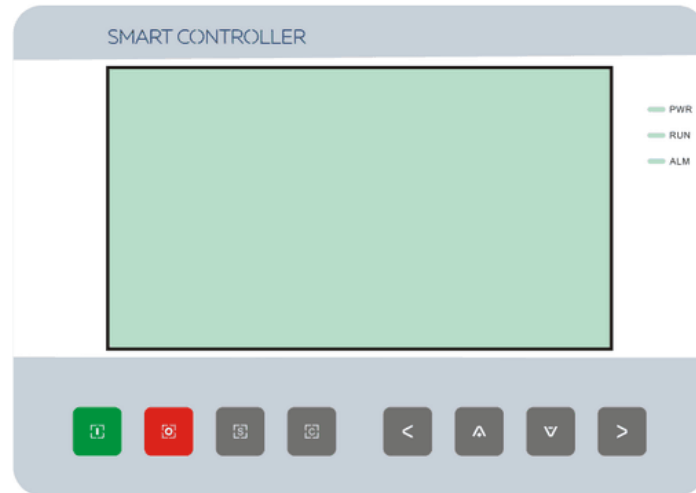 SMART CONTROLLER
PWR
RUN
ALM
I O S C < >